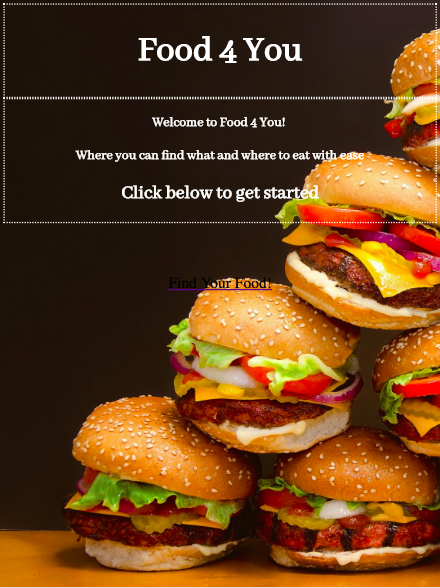 Food 4 You
Welcome to Food 4 You!
Where you can find what and where to eat with ease
Click below to get started
Find Your Food!